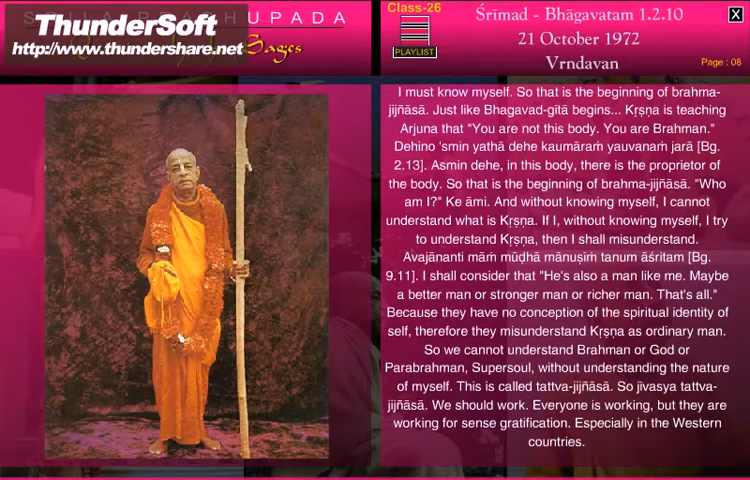 ThunderSoft
http://www.thundershare.net
HUPADA
Sages
Class-26
PLAYLIST
Śrīmad - Bhāgavatam 1.2.10
21 October 1972
Vrndavan
X
Page : 08
I must know myself. So that is the beginning of brahma-
jijñāsā. Just like Bhagavad-gītā begins... Kṛṣṇa is teaching
Arjuna that "You are not this body. You are Brahman."
Dehino 'smin yathā dehe kaumāraṁ yauvanaṁ jarā [Bg.
2.13]. Asmin dehe, in this body, there is the proprietor of
the body. So that is the beginning of brahma-jijñāsā. "Who
am I?" Ke āmi. And without knowing myself, I cannot
understand what is Kṛṣṇa. If I, without knowing myself, I try
to understand Kṛṣṇa, then I shall misunderstand.
Avajānanti māṁ mūḍhā mānuṣiṁ tanum āśritam [Bg.
9.11]. I shall consider that "He's also a man like me. Maybe
a better man or stronger man or richer man. That's all."
Because they have no conception of the spiritual identity of
self, therefore they misunderstand Kṛṣṇa as ordinary man.
So we cannot understand Brahman or God or
Parabrahman, Supersoul, without understanding the nature
of myself. This is called tattva-jijñāsā. So jīvasya tattva-
jijñāsā. We should work. Everyone is working, but they are
working for sense gratification. Especially in the Western
countries.